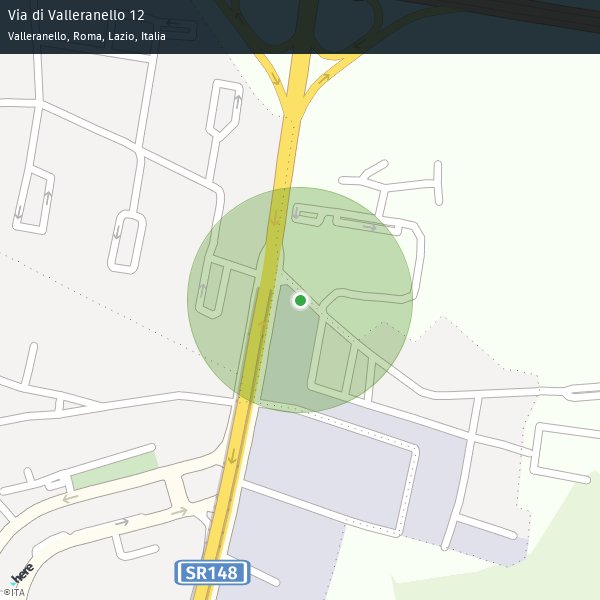 Via di Valleranello 12
Valleranello, Roma, Lazio, Italia
SR148
here
©ITA